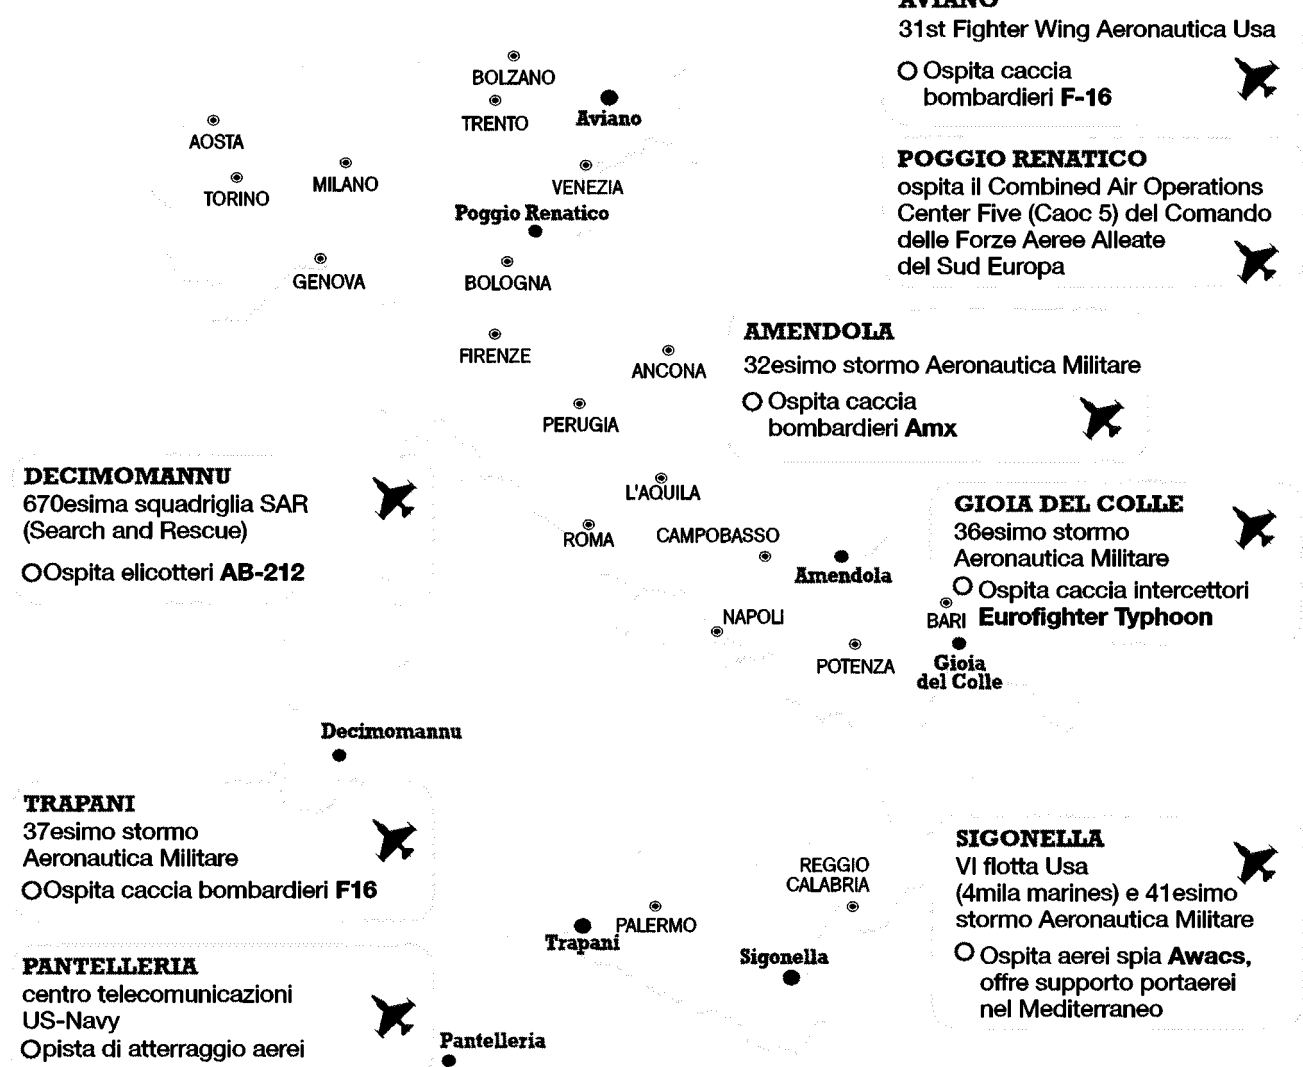 AVIANO
31st Fighter Wing Aeronautica Usa
Ospita caccia
bombardieri F-16
POGGIO RENATICO
ospita il Combined Air Operations
Center Five (Caoc 5) del Comando
delle Forze Aeree Alleate
del Sud Europa
AMENDOLA
32esimo stormo Aeronautica Militare
Ospita caccia
bombardieri Amx
DECIMOMANNU
670esima squadriglia SAR
(Search and Rescue)
Ospita elicotteri AB-212
GIOIA DEL COLLE
36esimo stormo
Aeronautica Militare
Ospita caccia intercettori
Eurofighter Typhoon
TRAPANI
37esimo stormo
Aeronautica Militare
Ospita caccia bombardieri F16
SIGONELLA
VI flotta Usa
(4mila marines) e 41esimo
stormo Aeronautica Militare
Ospita aerei spia Awacs,
offre supporto portaerei
nel Mediterraneo
PANTELLERIA
centro telecomunicazioni
US-Navy
pista di atterraggio aerei
BOLZANO
TRENTO
Aviano
AOSTA
TORINO
MILANO
VENEZIA
Poggio Renatico
GENOVA
BOLOGNA
FIRENZE
ANCONA
PERUGIA
L'AQUILA
ROMA
CAMPOBASSO
Amendola
NAPOLI
BARI
POTENZA
Gioia
del Colle
Decimomannu
REGGIO
CALABRIA
PALERMO
Trapani
Sigonella
Pantelleria